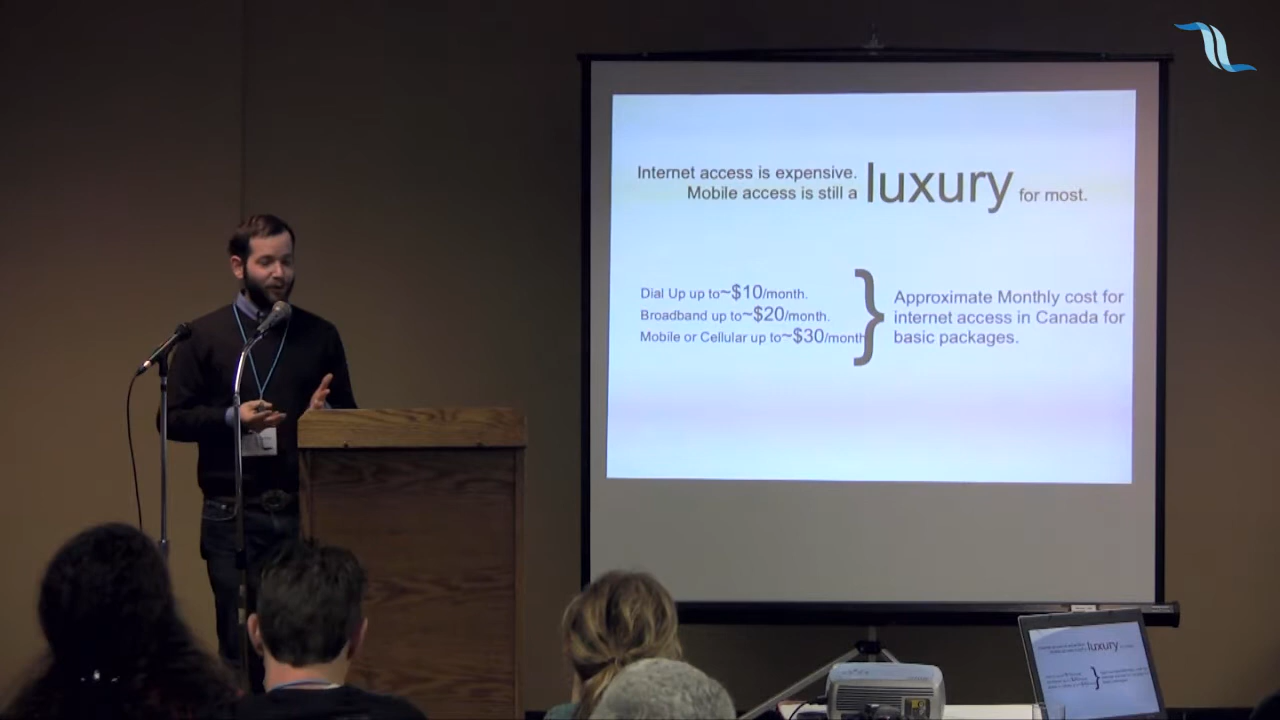 Internet access is expensive.
Mobile access is still a luxury for most.
Dial Up up to~$10/month.
Broadband up to~$20/month.
Mobile or Cellular up to~$30/month
}
Approximate Monthly cost for
internet access in Canada for
basic packages.
luxury